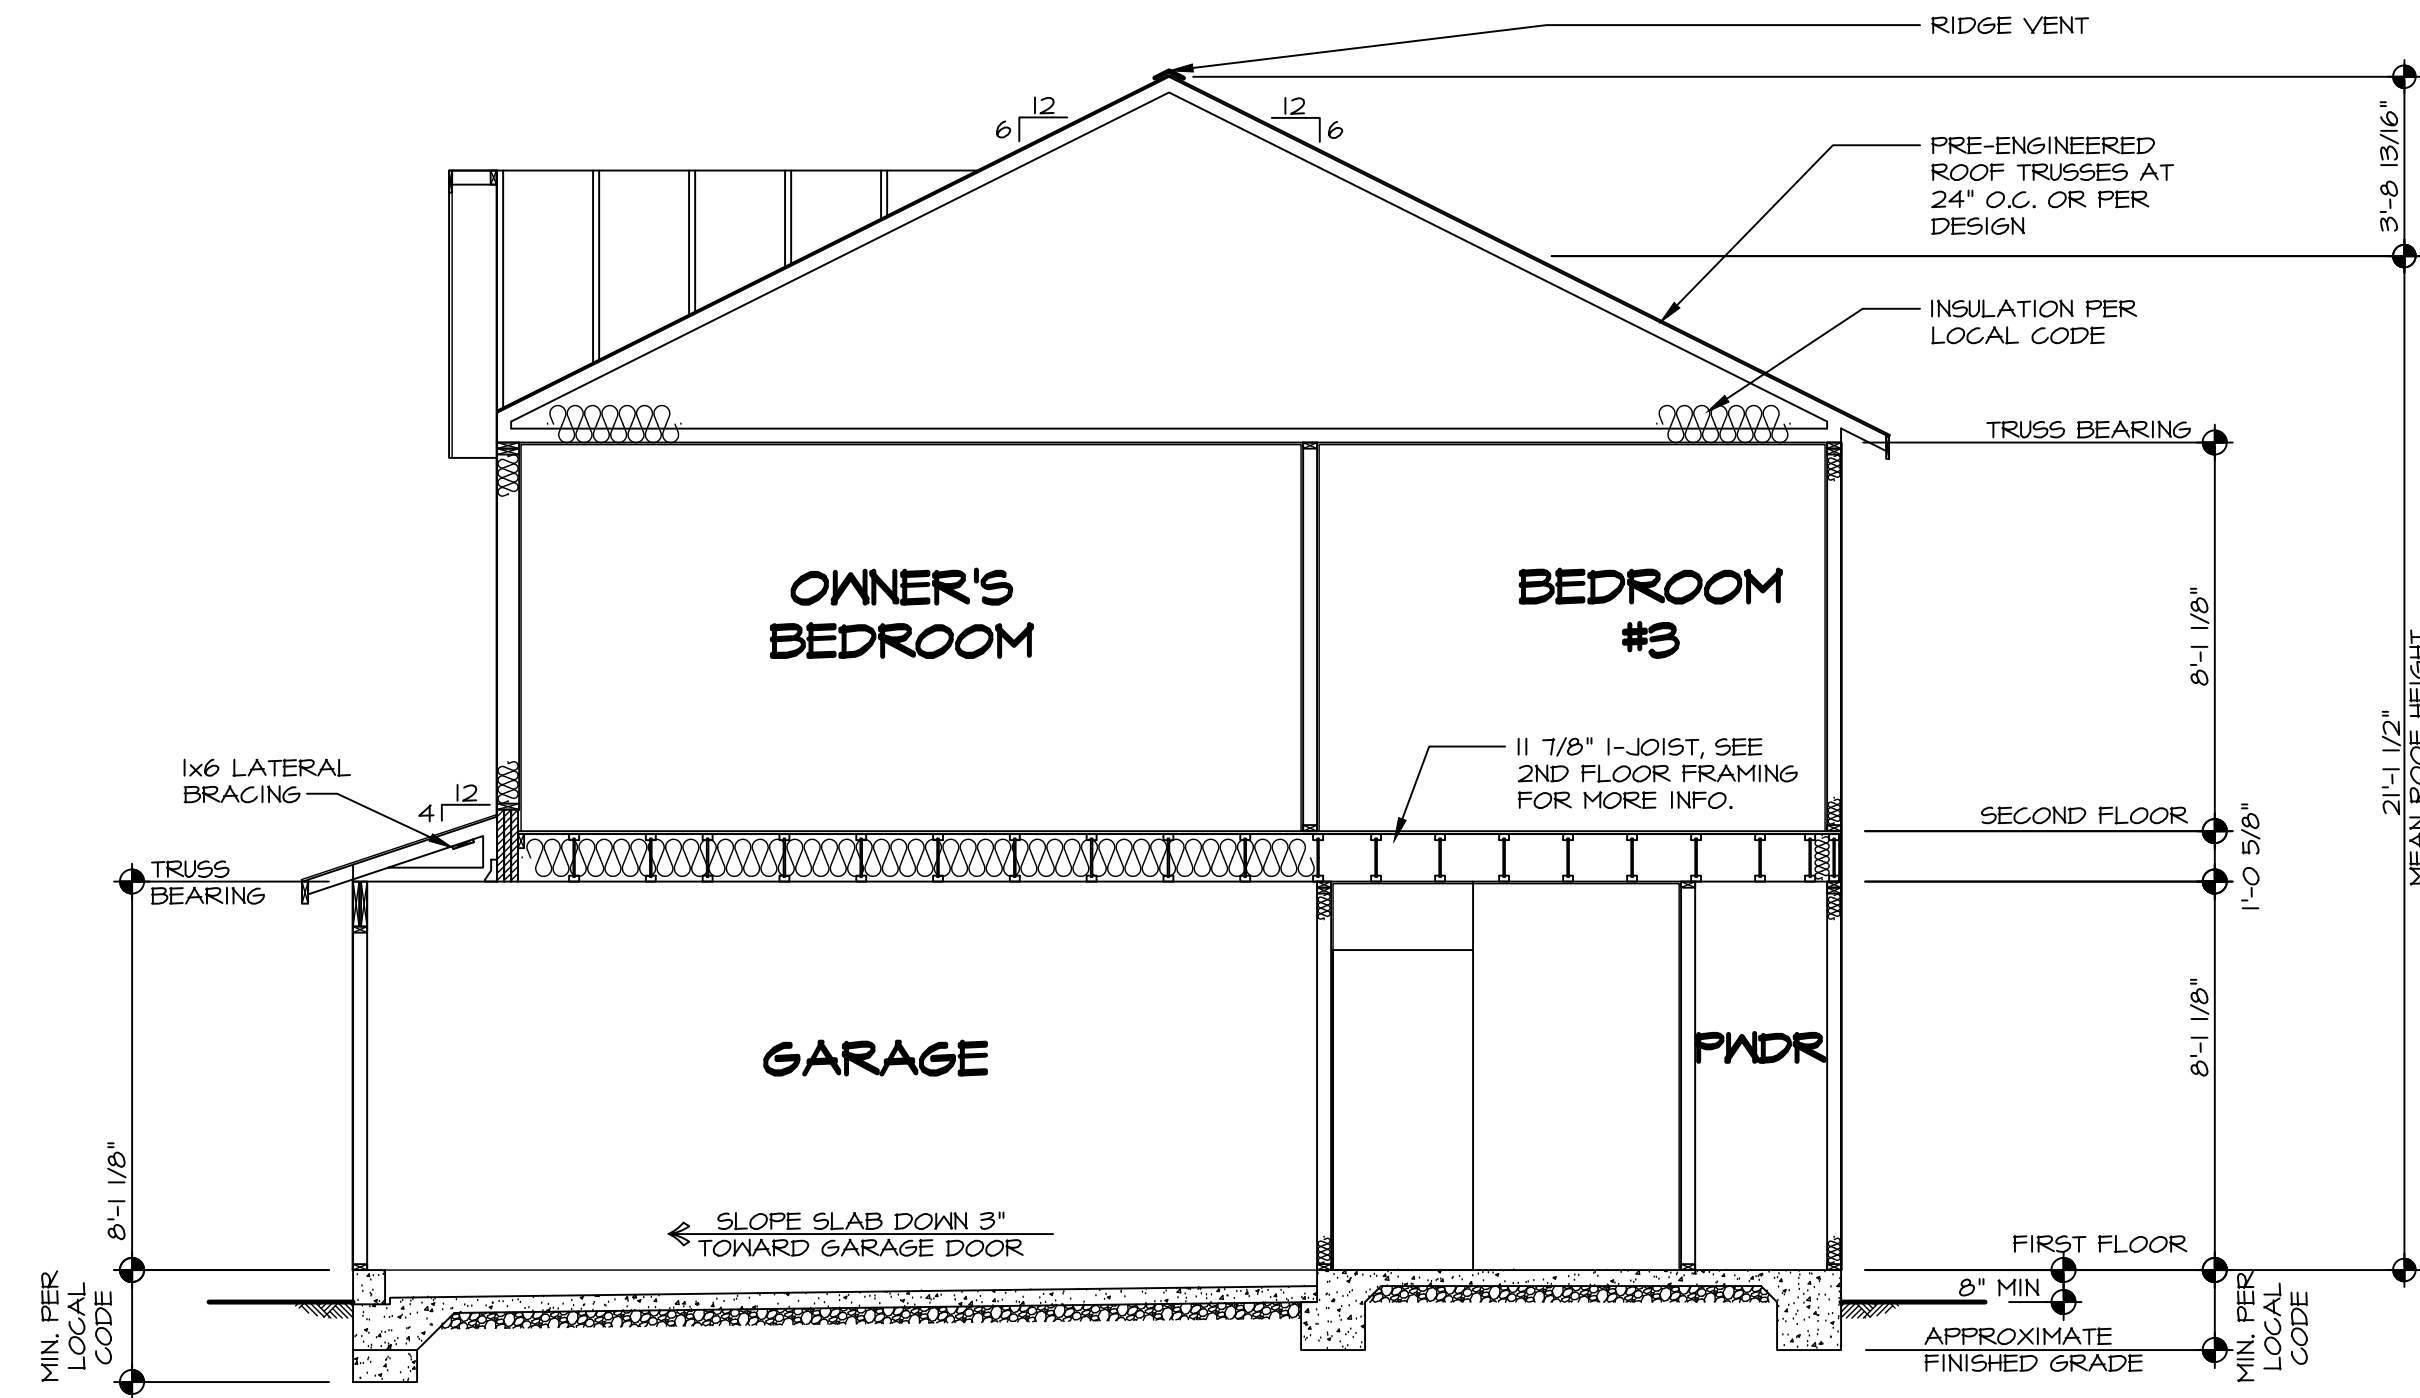 RIDGE VENT
12
6
12
6
3'-8 13/16"
PRE-ENGINEERED
ROOF TRUSSES AT
24" O.C. OR PER
DESIGN
INSULATION PER
LOCAL CODE
TRUSS BEARING
OWNER'S
BEDROOM
BEDROOM
#3
8'-1 1/8"
21'-1 1/2"
MEAN ROOF HEIGHT
11 7/8" I-JOIST, SEE
2ND FLOOR FRAMING
FOR MORE INFO.
1x6 LATERAL
BRACING
12
4
SECOND FLOOR
1'-0 5/8"
TRUSS
BEARING
GARAGE
PWDR
8'-1 1/8"
8'-1 1/8"
SLOPE SLAB DOWN 3"
TOWARD GARAGE DOOR
FIRST FLOOR
8" MIN
MIN. PER
LOCAL
CODE
APPROXIMATE
FINISHED GRADE
MIN. PER
LOCAL
CODE